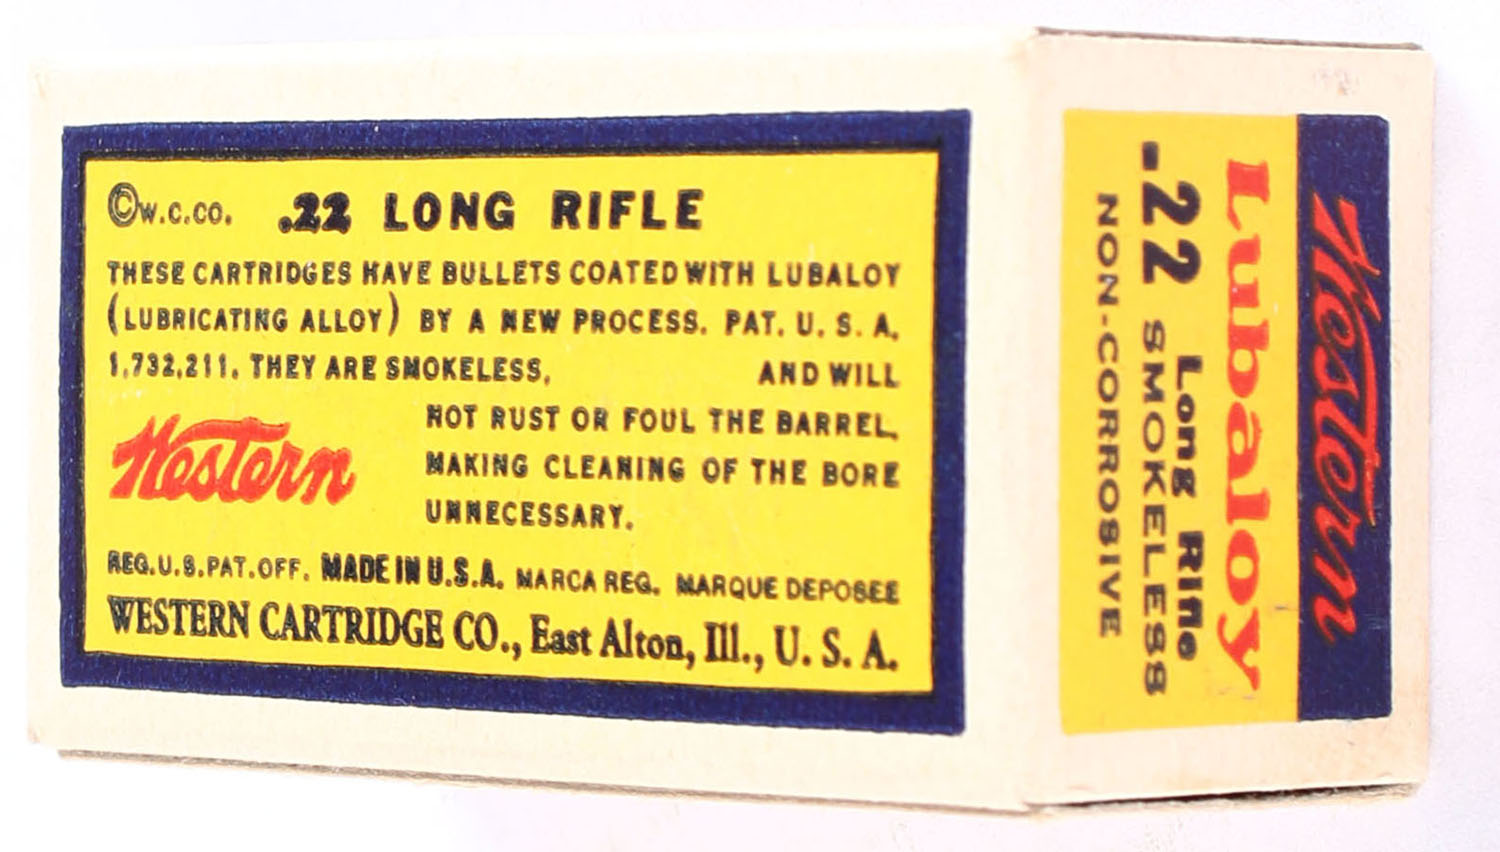 ©W.C.CO. .22 LONG RIFLE
THESE CARTRIDGES HAVE BULLETS COATED WITH LUBALOY
(LUBRICATING ALLOY) BY A NEW PROCESS. PAT. U. S. A.
1,732,211. THEY ARE SMOKELESS, AND WILL
NOT RUST OR FOUL THE BARREL,
MAKING CLEANING OF THE BORE
UNNECESSARY.
Western
REG.U.S.PAT.OFF. MADE IN U.S.A. MARCA REG. MARQUE DEPOSEE
WESTERN CARTRIDGE CO., East Alton, Ill., U. S. A.
Western
Lubaloy
.22 Long Rifle
SMOKELESS
NON-CORROSIVE